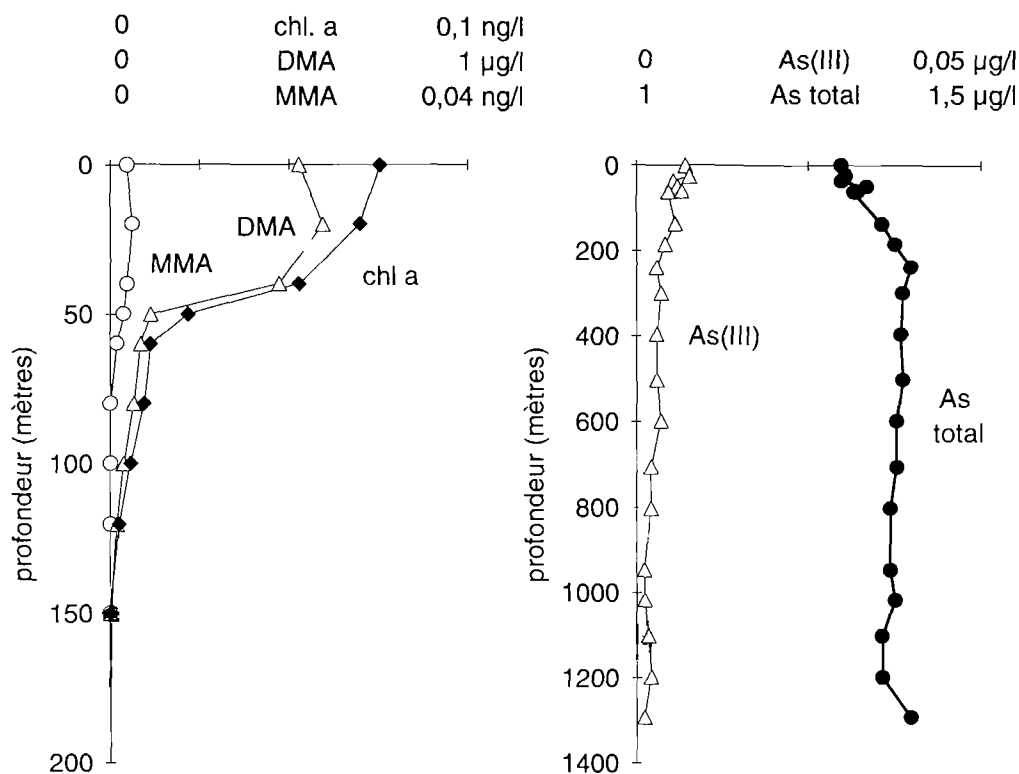 0 chl. a 0,1 ng/l
0 DMA 1 µg/l
0 MMA 0,04 ng/l
0 As(III) 0,05 µg/l
1 As total 1,5 µg/l
profondeur (mètres)
0
50
100
150
200
MMA
DMA
chl a
profondeur (mètres)
0
200
400
600
800
1000
1200
1400
As(III)
As
total